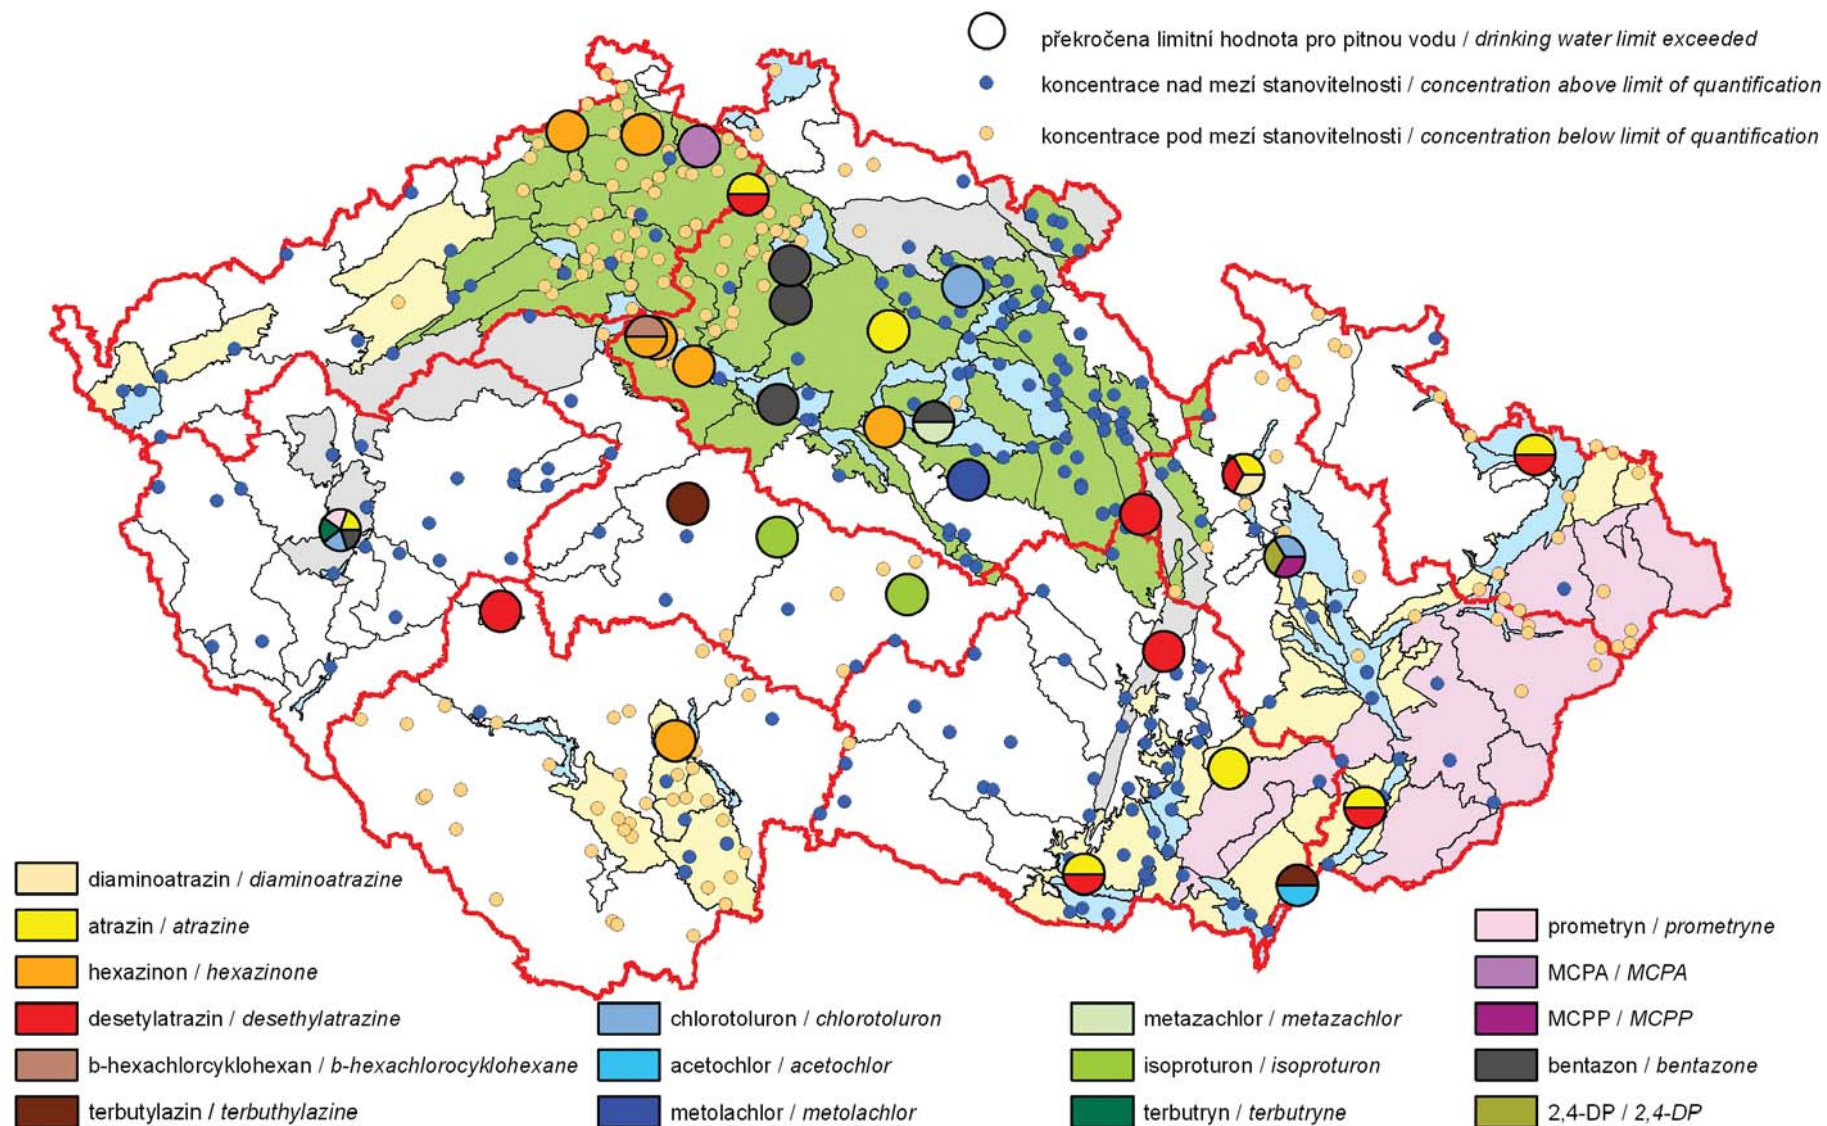 překročena limitní hodnota pro pitnou vodu / drinking water limit exceeded
koncentrace nad mezí stanovitelnosti / concentration above limit of quantification
koncentrace pod mezí stanovitelnosti / concentration below limit of quantification
diaminoatrazin / diaminoatrazine
atrazin / atrazine
hexazinon / hexazinone
desetylatrazin / desethylatrazine
b-hexachlorcyklohexan / b-hexachlorocyklohexane
terbutylazin / terbuthylazine
chlorotoluron / chlorotoluron
acetochlor / acetochlor
metolachlor / metolachlor
metazachlor / metazachlor
isoproturon / isoproturon
terbutryn / terbutryne
prometryn / prometryne
MCPA / MCPA
MCPP / MCPP
bentazon / bentazone
2,4-DP / 2,4-DP